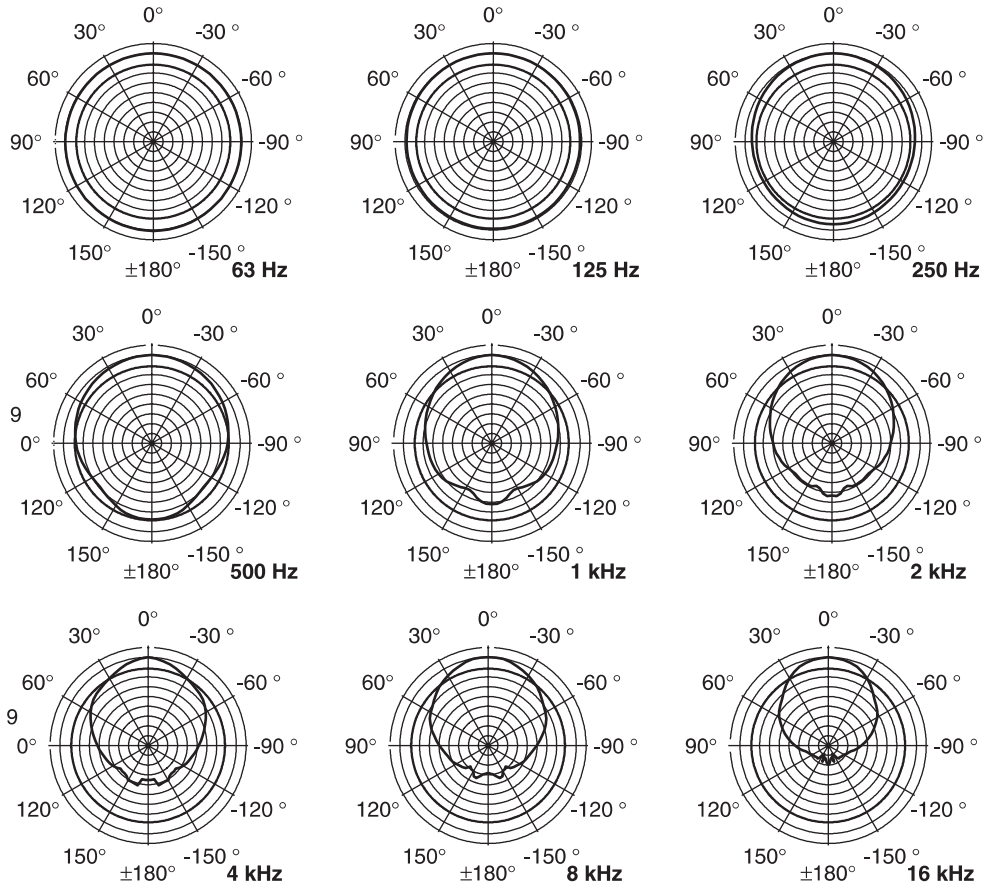 0° 0° 0°
30° -30 ° 30° -30 ° 30° -30 °
60° -60 ° 60° -60 ° 60° -60 °
90° -90 ° 90° -90 ° 90° -90 °
120° -120 ° 120° -120 ° 120° -120 °
150° -150 ° 150° -150 ° 150° -150 °
±180° 63 Hz ±180° 125 Hz ±180° 250 Hz
0° 0° 0°
30° -30 ° 30° -30 ° 30° -30 °
60° -60 ° 60° -60 ° 60° -60 °
9
0° -90 ° 90° -90 ° 90° -90 °
120° -120 ° 120° -120 ° 120° -120 °
150° -150 ° 150° -150 ° 150° -150 °
±180° 500 Hz ±180° 1 kHz ±180° 2 kHz
0° 0° 0°
30° -30 ° 30° -30 ° 30° -30 °
60° -60 ° 60° -60 ° 60° -60 °
9
0° -90 ° 90° -90 ° 90° -90 °
120° -120 ° 120° -120 ° 120° -120 °
150° -150 ° 150° -150 ° 150° -150 °
±180° 4 kHz ±180° 8 kHz ±180° 16 kHz